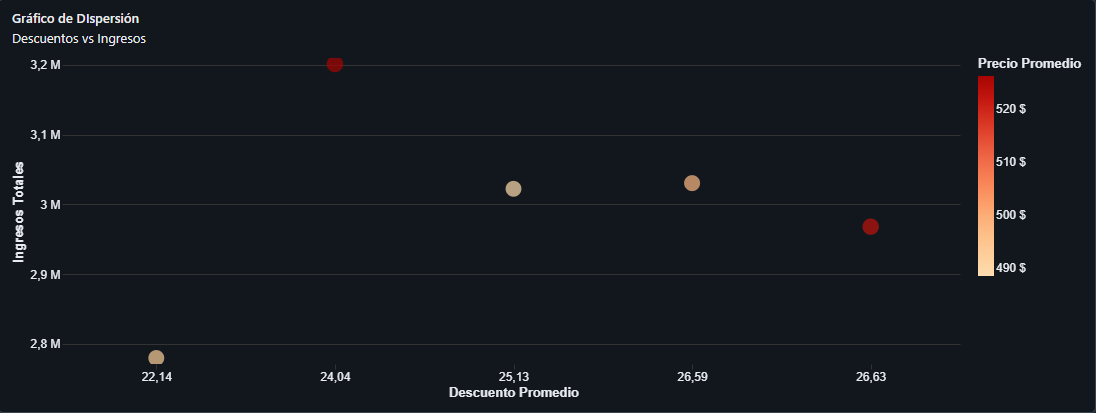 Gráfico de DIspersión
Descuentos vs Ingresos
Precio Promedio
3,2 M
3,1 M
3 M
2,9 M
2,8 M
Ingresos Totales
22,14
24,04
25,13
26,59
26,63
Descuento Promedio
520 $
510 $
500 $
490 $